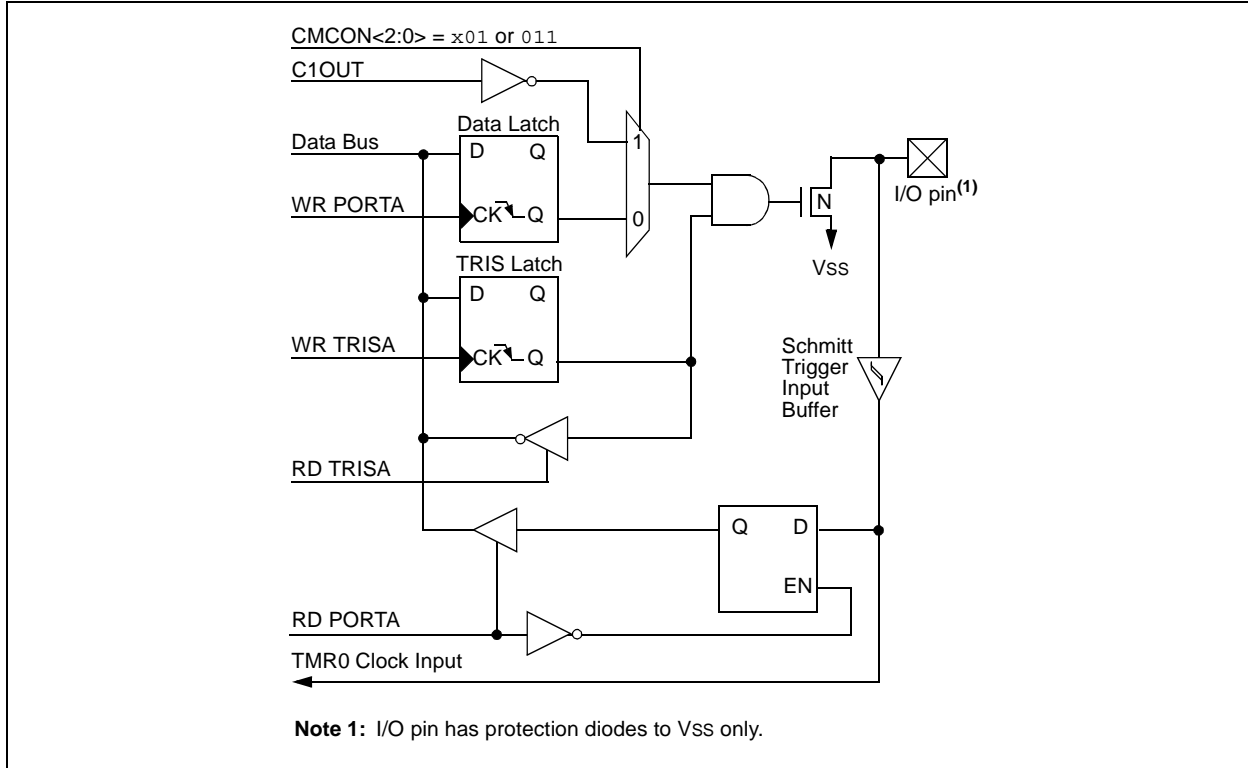 CMCON<2:0> = x01 or 011
C1OUT
Data Latch
Data Bus
D
Q
1
WR PORTA
CK
Q
0
N
I/O pin(1)
VSS
TRIS Latch
D
Q
WR TRISA
CK
Q
Schmitt
Trigger
Input
Buffer
RD TRISA
Q
D
EN
RD PORTA
TMR0 Clock Input
Note 1: I/O pin has protection diodes to VSS only.